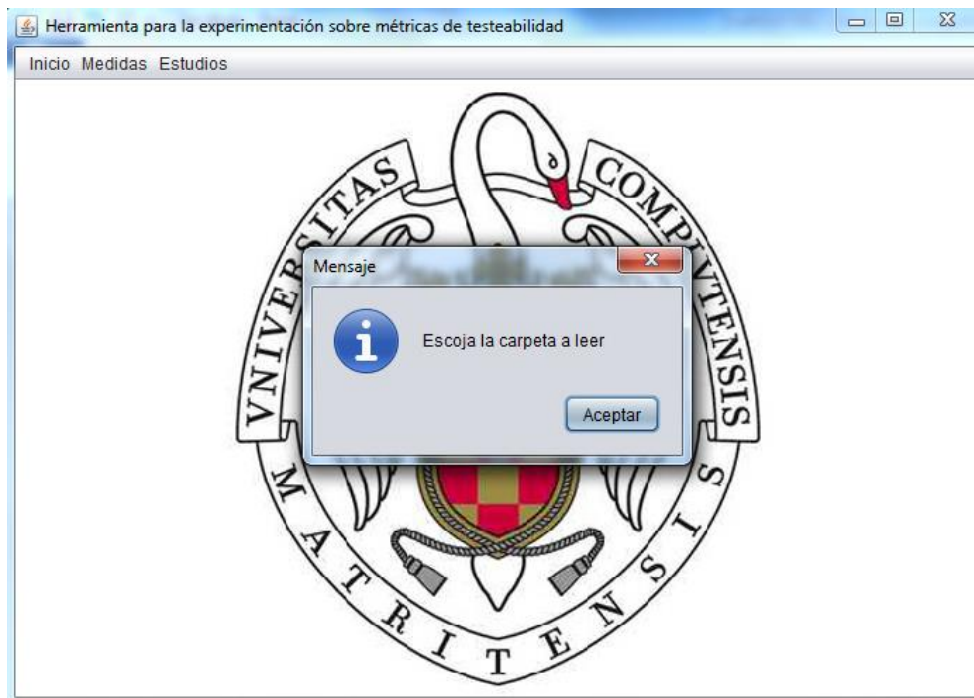 Herramienta para la experimentación sobre métricas de testeabilidad
Inicio Medidas Estudios
VNIVERSITAS COMPLVTENSIS
Mensaje
Escoja la carpeta a leer
Aceptar
MATRITENSIS